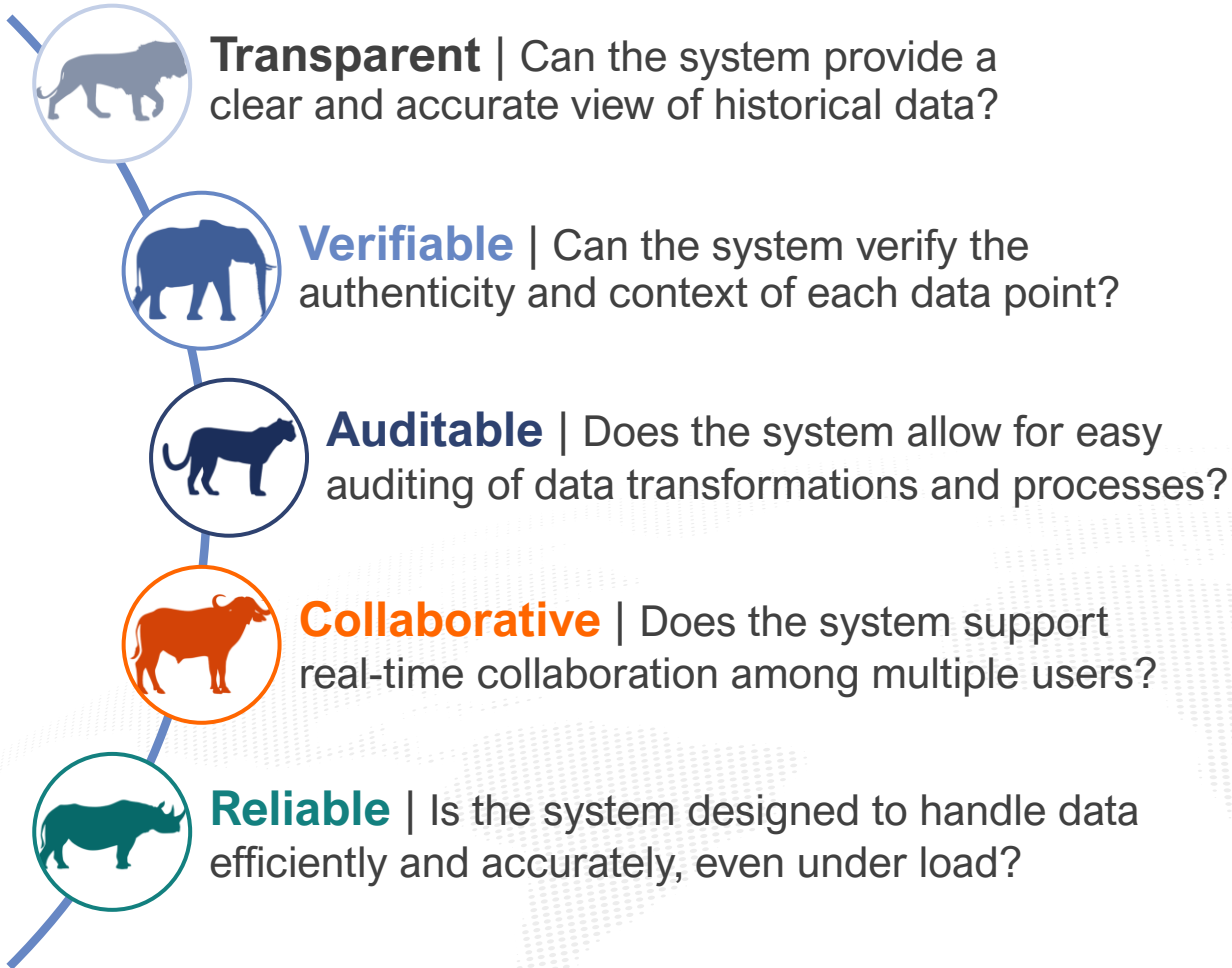 Transparent | Can the system provide a
clear and accurate view of historical data?
Verifiable | Can the system verify the
authenticity and context of each data point?
Auditable | Does the system allow for easy
auditing of data transformations and processes?
Collaborative | Does the system support
real-time collaboration among multiple users?
Reliable | Is the system designed to handle data
efficiently and accurately, even under load?